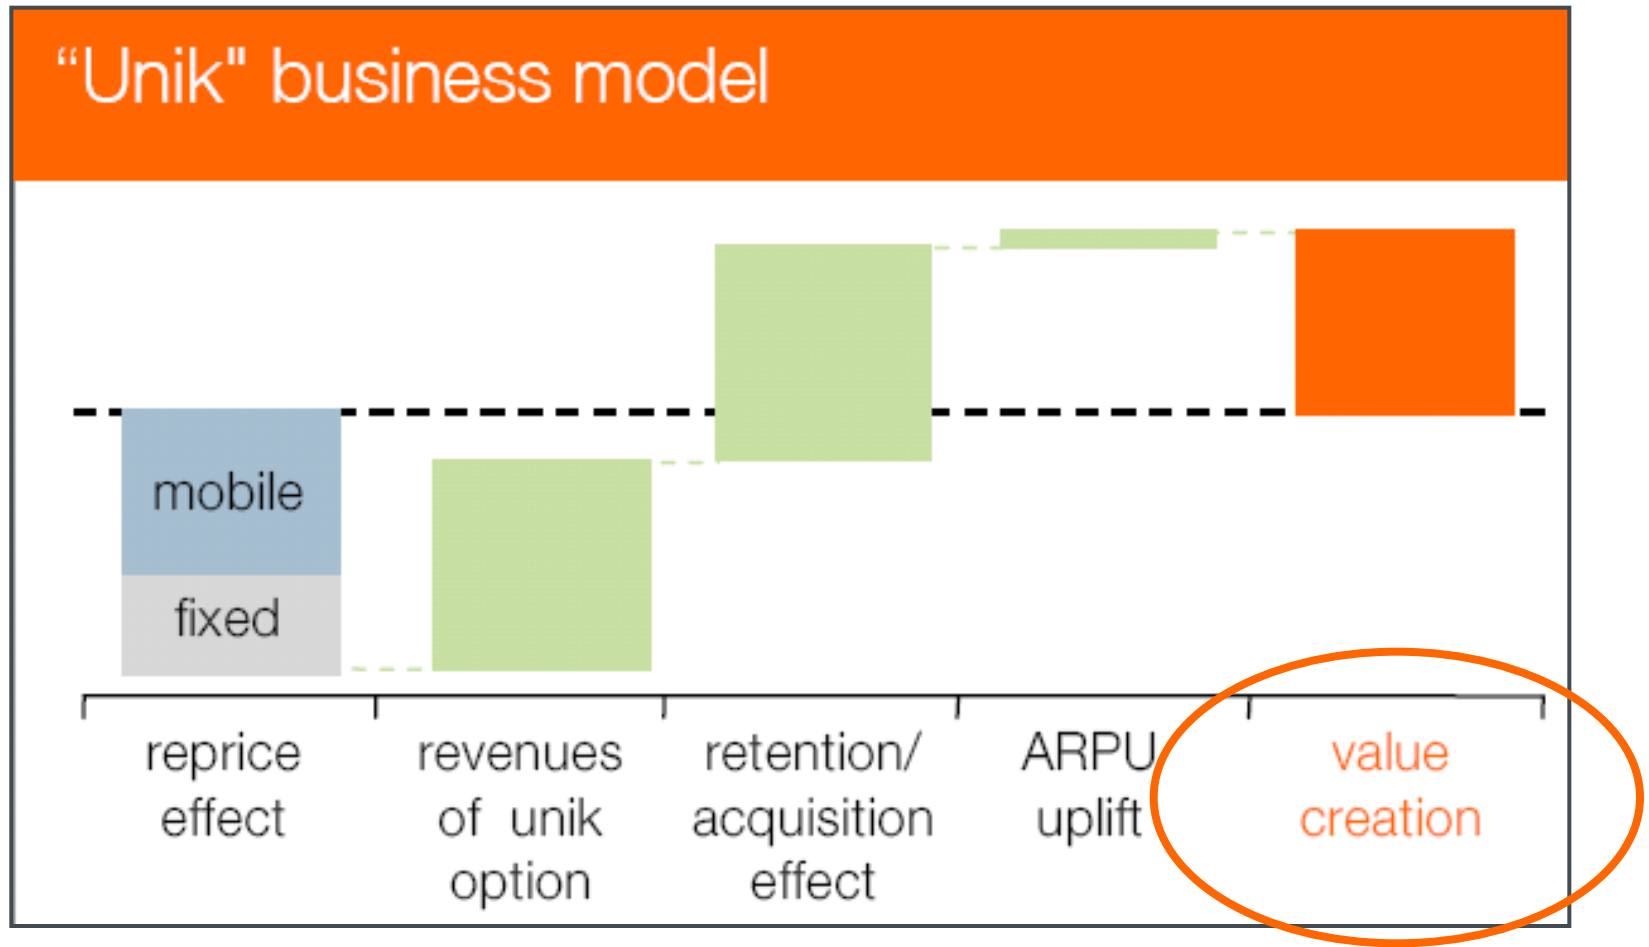 “Unik" business model
mobile
fixed
reprice
effect
revenues
of unik
option
retention/
acquisition
effect
ARPU
uplift
value
creation